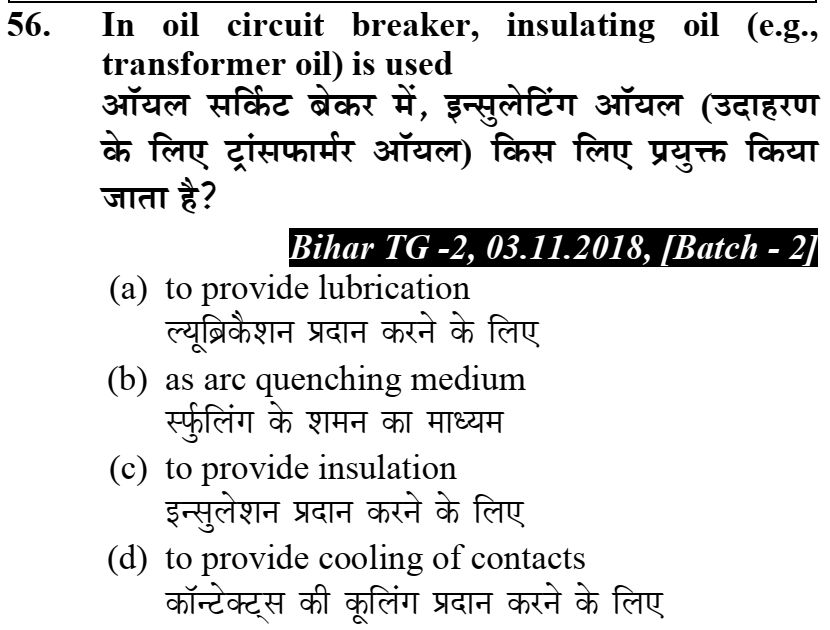 56. In oil circuit breaker, insulating oil (e.g.,
transformer oil) is used
ऑयल सर्किट ब्रेकर में, इन्सुलेटिंग ऑयल (उदाहरण
के लिए ट्रांसफार्मर ऑयल) किस लिए प्रयुक्त किया
जाता है?
Bihar TG -2, 03.11.2018, [Batch - 2]
(a) to provide lubrication
ल्यूब्रिकैशन प्रदान करने के लिए
(b) as arc quenching medium
स्र्फुलिंग के शमन का माध्यम
(c) to provide insulation
इन्सुलेशन प्रदान करने के लिए
(d) to provide cooling of contacts
कॉन्टेक्ट्स की कूलिंग प्रदान करने के लिए